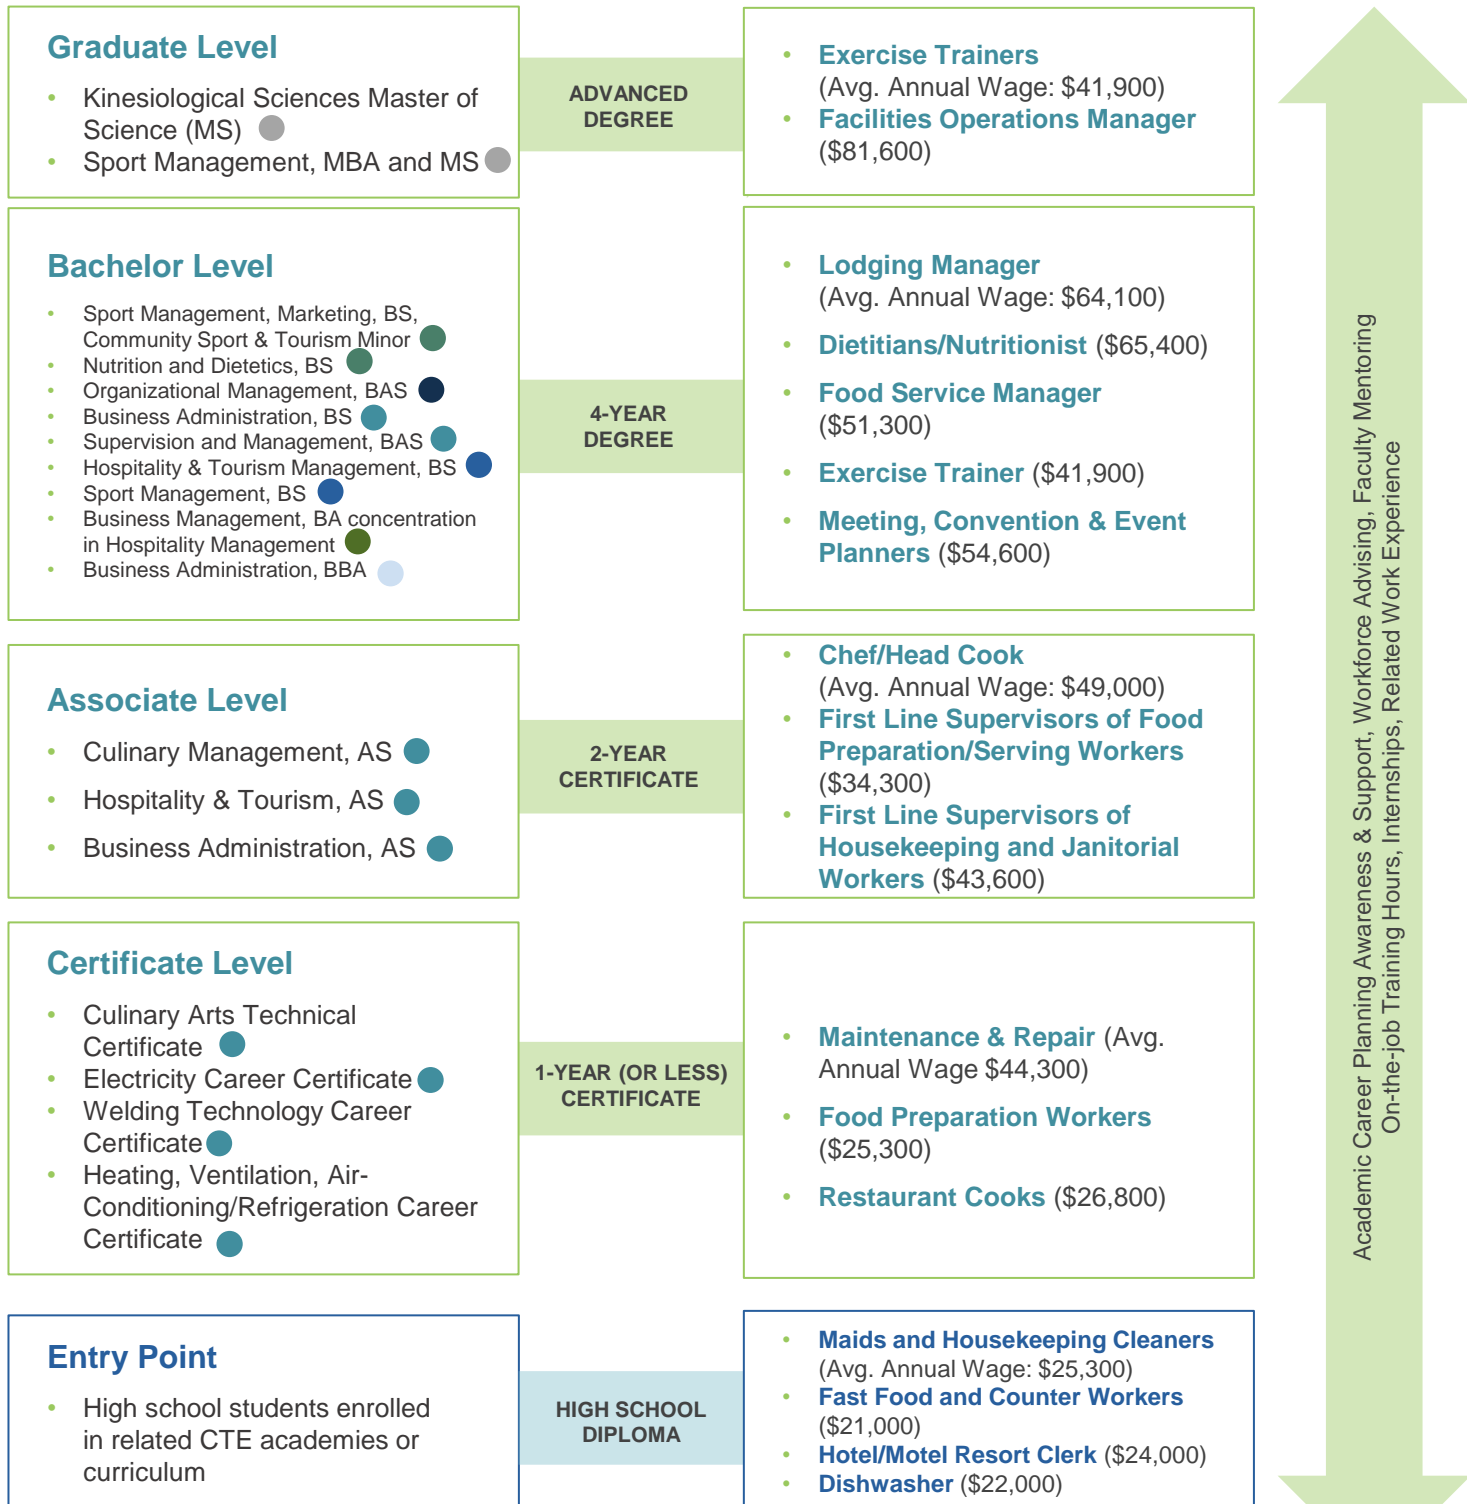 Graduate Level
• Kinesiological Sciences Master of
Science (MS)
• Sport Management, MBA and MS
ADVANCED
DEGREE
• Exercise Trainers
(Avg. Annual Wage: $41,900)
• Facilities Operations Manager
($81,600)
Bachelor Level
• Sport Management, Marketing, BS,
Community Sport & Tourism Minor
• Nutrition and Dietetics, BS
• Organizational Management, BAS
• Business Administration, BS
• Supervision and Management, BAS
• Hospitality & Tourism Management, BS
• Sport Management, BS
• Business Management, BA concentration
in Hospitality Management
• Business Administration, BBA
4-YEAR
DEGREE
• Lodging Manager
(Avg. Annual Wage: $64,100)
• Dietitians/Nutritionist ($65,400)
• Food Service Manager
($51,300)
• Exercise Trainer ($41,900)
• Meeting, Convention & Event
Planners ($54,600)
Associate Level
• Culinary Management, AS
• Hospitality & Tourism, AS
• Business Administration, AS
2-YEAR
CERTIFICATE
• Chef/Head Cook
(Avg. Annual Wage: $49,000)
• First Line Supervisors of Food
Preparation/Serving Workers
($34,300)
• First Line Supervisors of
Housekeeping and Janitorial
Workers ($43,600)
Certificate Level
• Culinary Arts Technical
Certificate
• Electricity Career Certificate
• Welding Technology Career
Certificate
• Heating, Ventilation, Air-
Conditioning/Refrigeration Career
Certificate
1-YEAR (OR LESS)
CERTIFICATE
• Maintenance & Repair (Avg.
Annual Wage $44,300)
• Food Preparation Workers
($25,300)
• Restaurant Cooks ($26,800)
Entry Point
• High school students enrolled
in related CTE academies or
curriculum
HIGH SCHOOL
DIPLOMA
• Maids and Housekeeping Cleaners
(Avg. Annual Wage: $25,300)
• Fast Food and Counter Workers
($21,000)
• Hotel/Motel Resort Clerk ($24,000)
• Dishwasher ($22,000)
Academic Career Planning Awareness & Support, Workforce Advising, Faculty Mentoring
On-the-job Training Hours, Internships, Related Work Experience